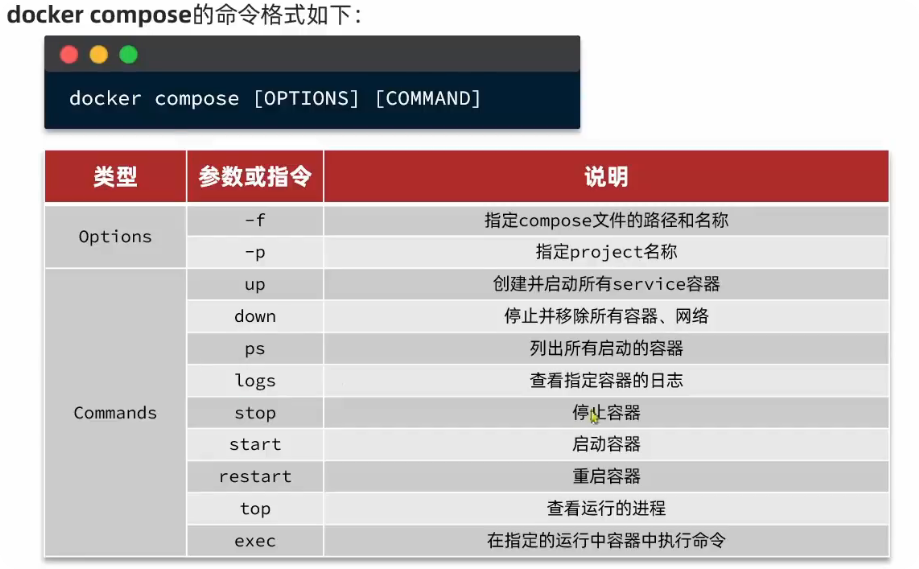 docker compose的命令格式如下：
docker compose [OPTIONS] [COMMAND]
类型 参数或指令 说明
Options
-f 指定compose文件的路径和名称
-p 指定project名称
Commands
up 创建并启动所有service容器
down 停止并移除所有容器、网络
ps 列出所有启动的容器
logs 查看指定容器的日志
stop 停止容器
start 启动容器
restart 重启容器
top 查看运行的进程
exec 在指定的运行中容器中执行命令